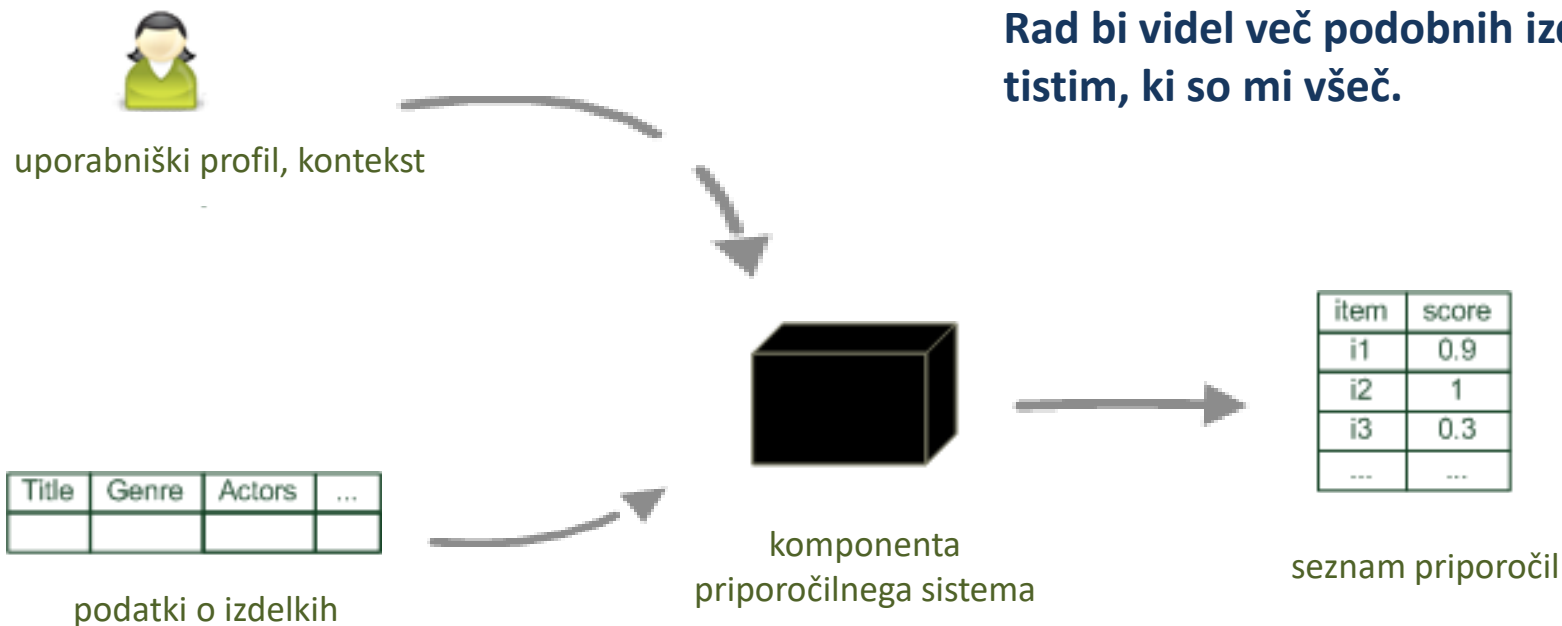 Rad bi videl več podobnih
tistim, ki so mi všeč.
uporabniški profil, kontekst
item score
i1 0.9
i2 1
i3 0.3
... ...
Title Genre Actors ...
podatki o izdelkih
komponenta
priporočilnega sistema
seznam priporočil